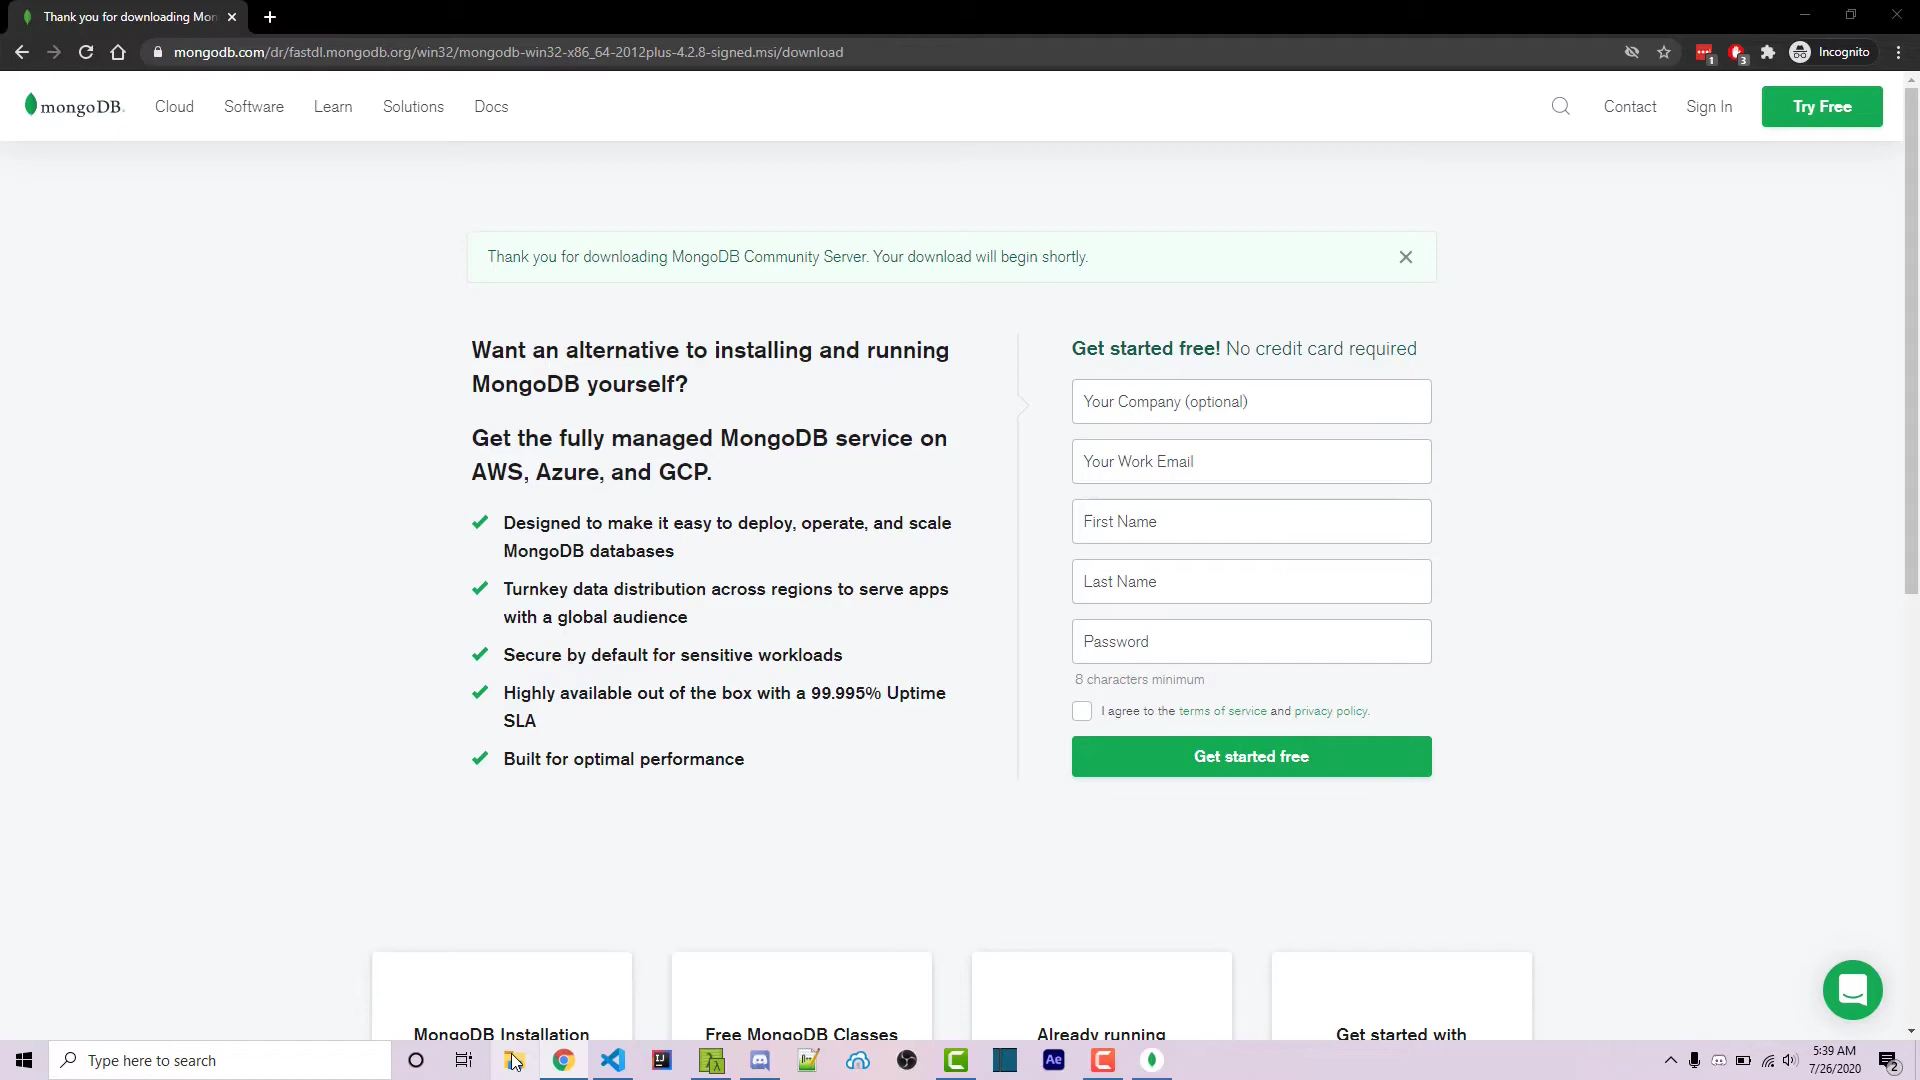 Thank you for downloading Mon
mongodb.com/dr/fastdl.mongodb.org/win32/mongodb-win32-x86_64-2012plus-4.2.8-signed.msi/download
1
3
Incognito
mongoDB.
Cloud
Software
Learn
Solutions
Docs
Contact
Sign In
Try Free
Thank you for downloading MongoDB Community Server. Your download will begin shortly.
Want an alternative to installing and running
MongoDB yourself?
Get the fully managed MongoDB service on
AWS, Azure, and GCP.
Designed to make it easy to deploy, operate, and scale
MongoDB databases
Turnkey data distribution across regions to serve apps
with a global audience
Secure by default for sensitive workloads
Highly available out of the box with a 99.995% Uptime
SLA
Built for optimal performance
Get started free! No credit card required
Your Company (optional)
Your Work Email
First Name
Last Name
Password
8 characters minimum
I agree to the terms of service and privacy policy.
Get started free
MongoDB Installation
Free MongoDB Classes
Already running
Get started with
Type here to search
IJ
Ae
5:39 AM
7/26/2020
2